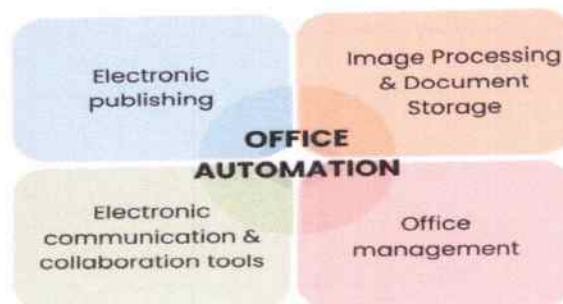 Electronic
publishing
Image Processing
& Document
Storage
OFFICE
AUTOMATION
Electronic
communication &
collaboration tools
Office
management